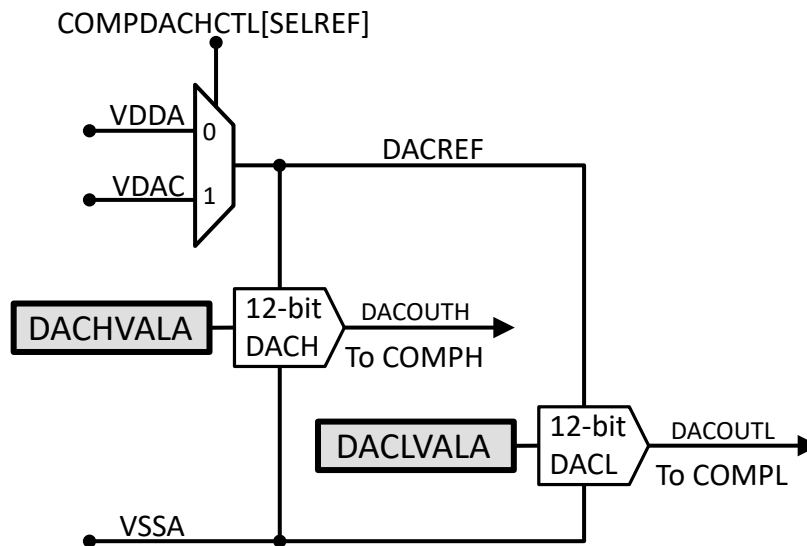 COMPDACHCTL[SELREF]
VDDA
0
DACREF
VDAC
1
DACHVALA
12-bit
DACH
DACOUTH
To COMPH
DACLVALA
12-bit
DACL
DACOUTL
To COMPL
VSSA